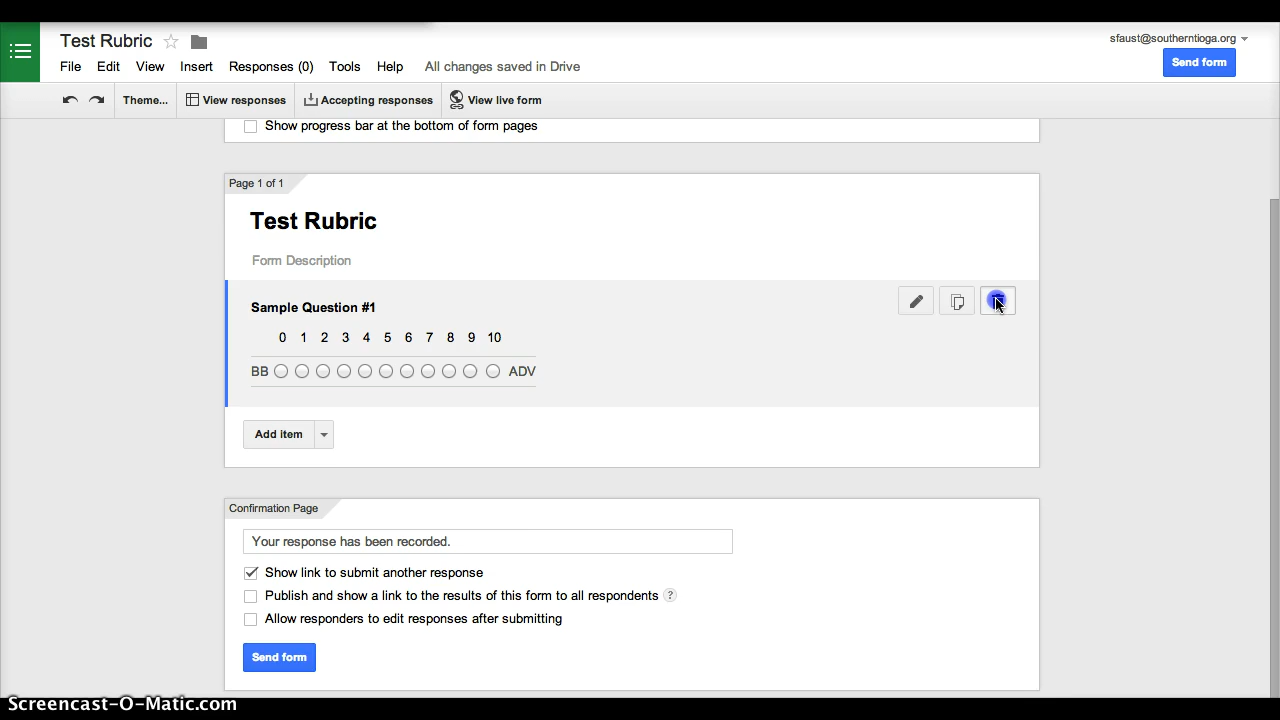 Test Rubric
sfaust@southerntioga.org
File Edit View Insert Responses (0) Tools Help All changes saved in Drive
Send form
Theme... View responses Accepting responses View live form
Show progress bar at the bottom of form pages
Page 1 of 1
Test Rubric
Form Description
Sample Question #1
0 1 2 3 4 5 6 7 8 9 10
BB ADV
Add item
Confirmation Page
Your response has been recorded.
Show link to submit another response
Publish and show a link to the results of this form to all respondents ?
Allow responders to edit responses after submitting
Send form
Screencast-O-Matic.com